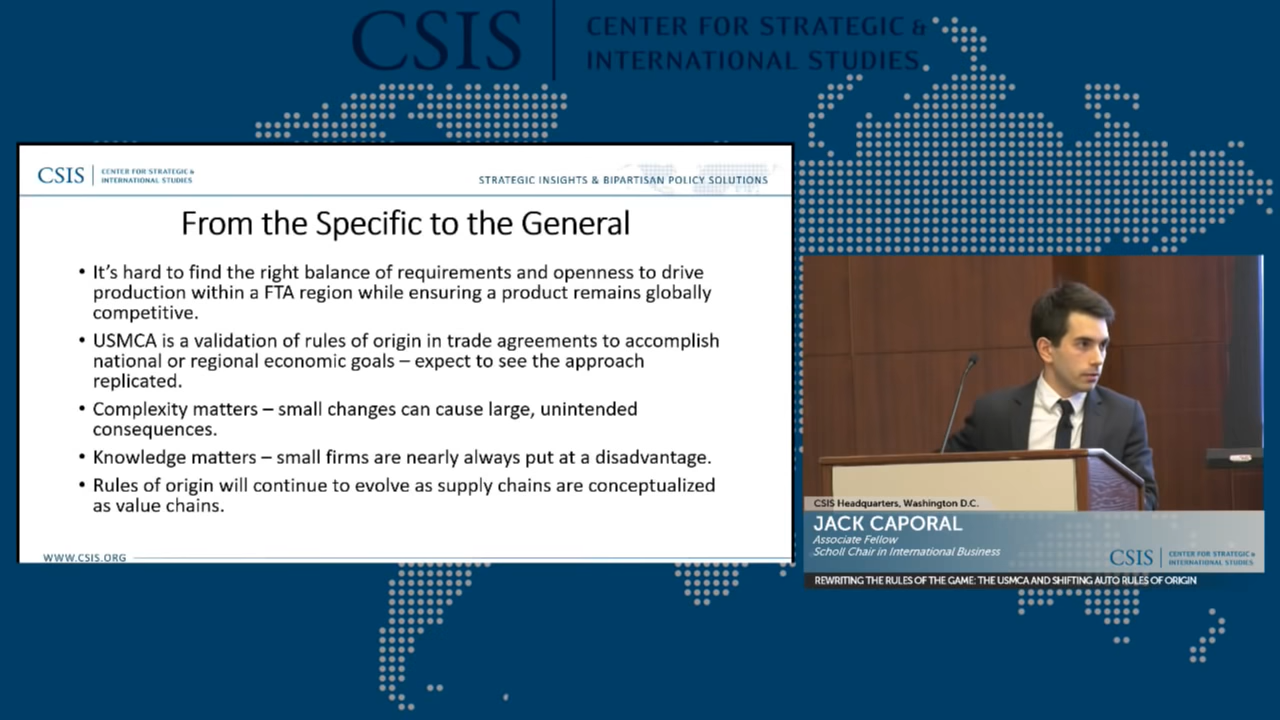 CSIS
CENTER FOR STRATEGIC &
INTERNATIONAL STUDIES
CSIS
CENTER FOR STRATEGIC &
INTERNATIONAL STUDIES
STRATEGIC INSIGHTS & BIPARTISAN POLICY SOLUTIONS
From the Specific to the General
• It's hard to find the right balance of requirements and openness to drive
production within a FTA region while ensuring a product remains globally
competitive.
• USMCA is a validation of rules of origin in trade agreements to accomplish
national or regional economic goals – expect to see the approach
replicated.
• Complexity matters – small changes can cause large, unintended
consequences.
• Knowledge matters – small firms are nearly always put at a disadvantage.
• Rules of origin will continue to evolve as supply chains are conceptualized
as value chains.
WWW.CSIS.ORG
CSIS Headquarters, Washington D.C.
JACK CAPORAL
Associate Fellow
Scholl Chair in International Business
CSIS
CENTER FOR STRATEGIC &
INTERNATIONAL STUDIES
REWRITING THE RULES OF THE GAME: THE USMCA AND SHIFTING AUTO RULES OF ORIGIN